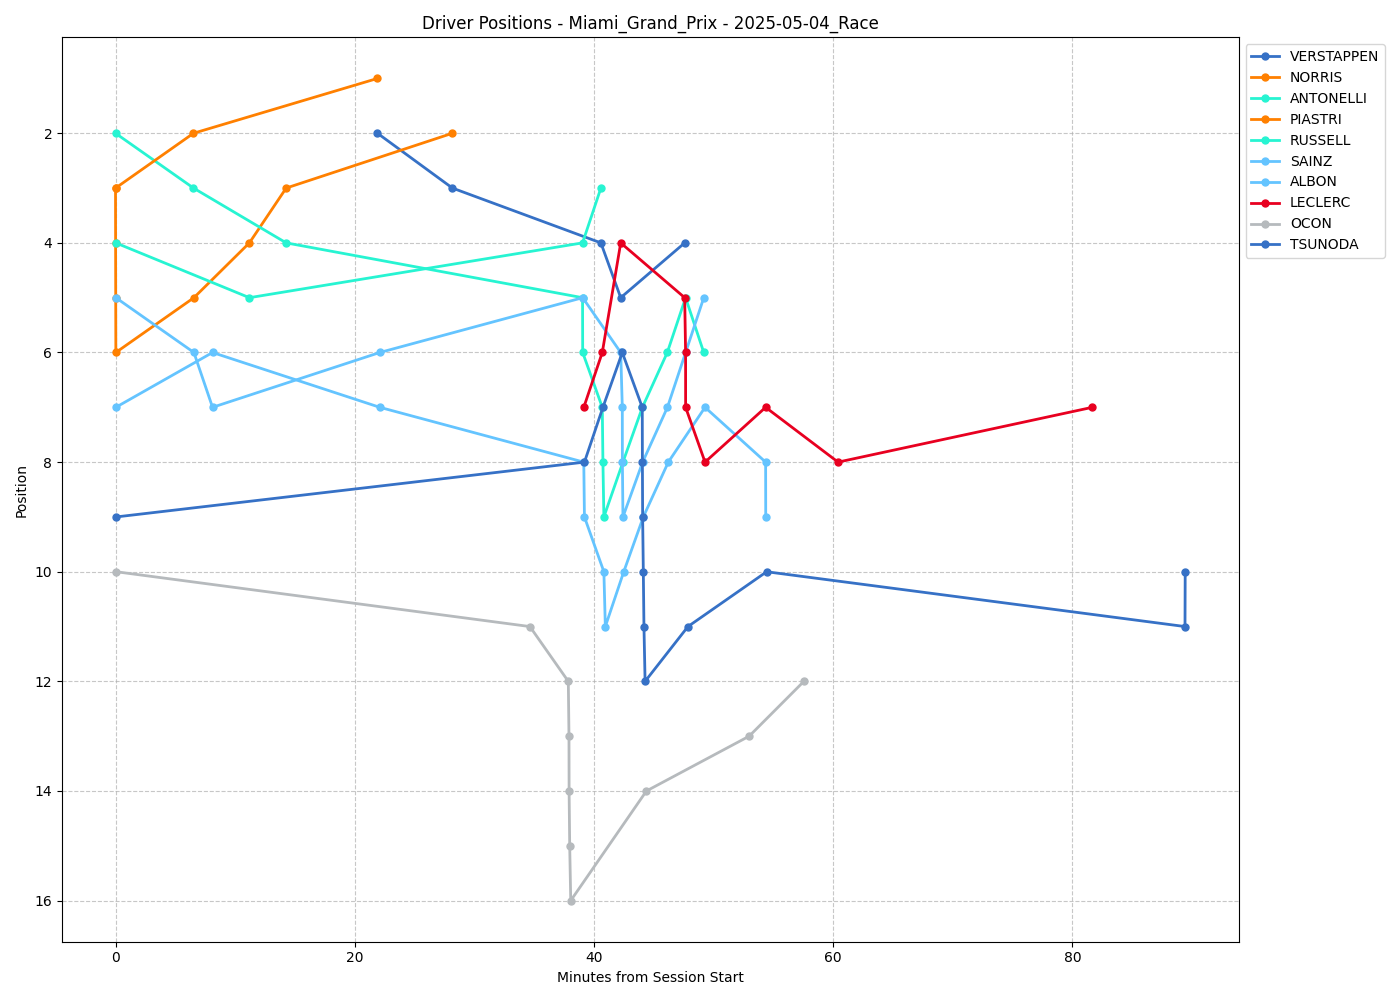 Driver Positions - Miami_Grand_Prix - 2025-05-04_Race
VERSTAPPEN
NORRIS
ANTONELLI
PIASTRI
RUSSELL
SAINZ
ALBON
LECLERC
OCON
TSUNODA
Position
2
4
6
8
10
12
14
16
0 20 40 60 80
Minutes from Session Start